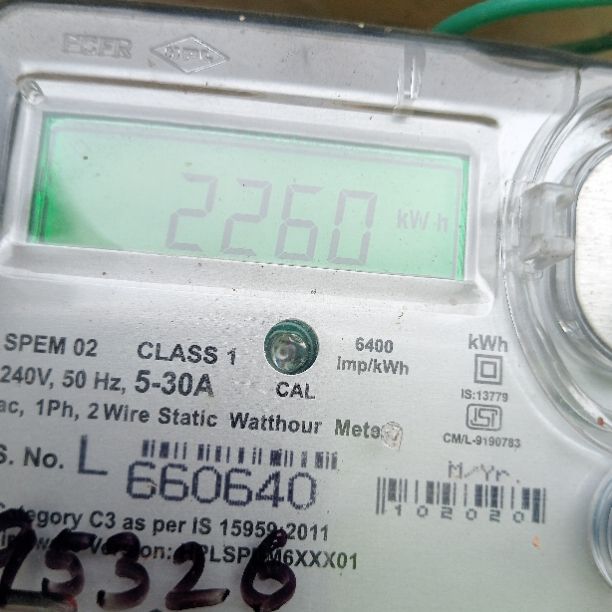 2260 kWh
SPEM 02 CLASS 1
6400
Imp/kWh
kWh
240V, 50 Hz, 5-30A
CAL
IS:13779
ac, 1Ph, 2 Wire Static Watthour Meter
CM/L-9190783
S. No. L 660640
M/Yr.
102020
Category C3 as per IS 15959:2011
Version:
95326